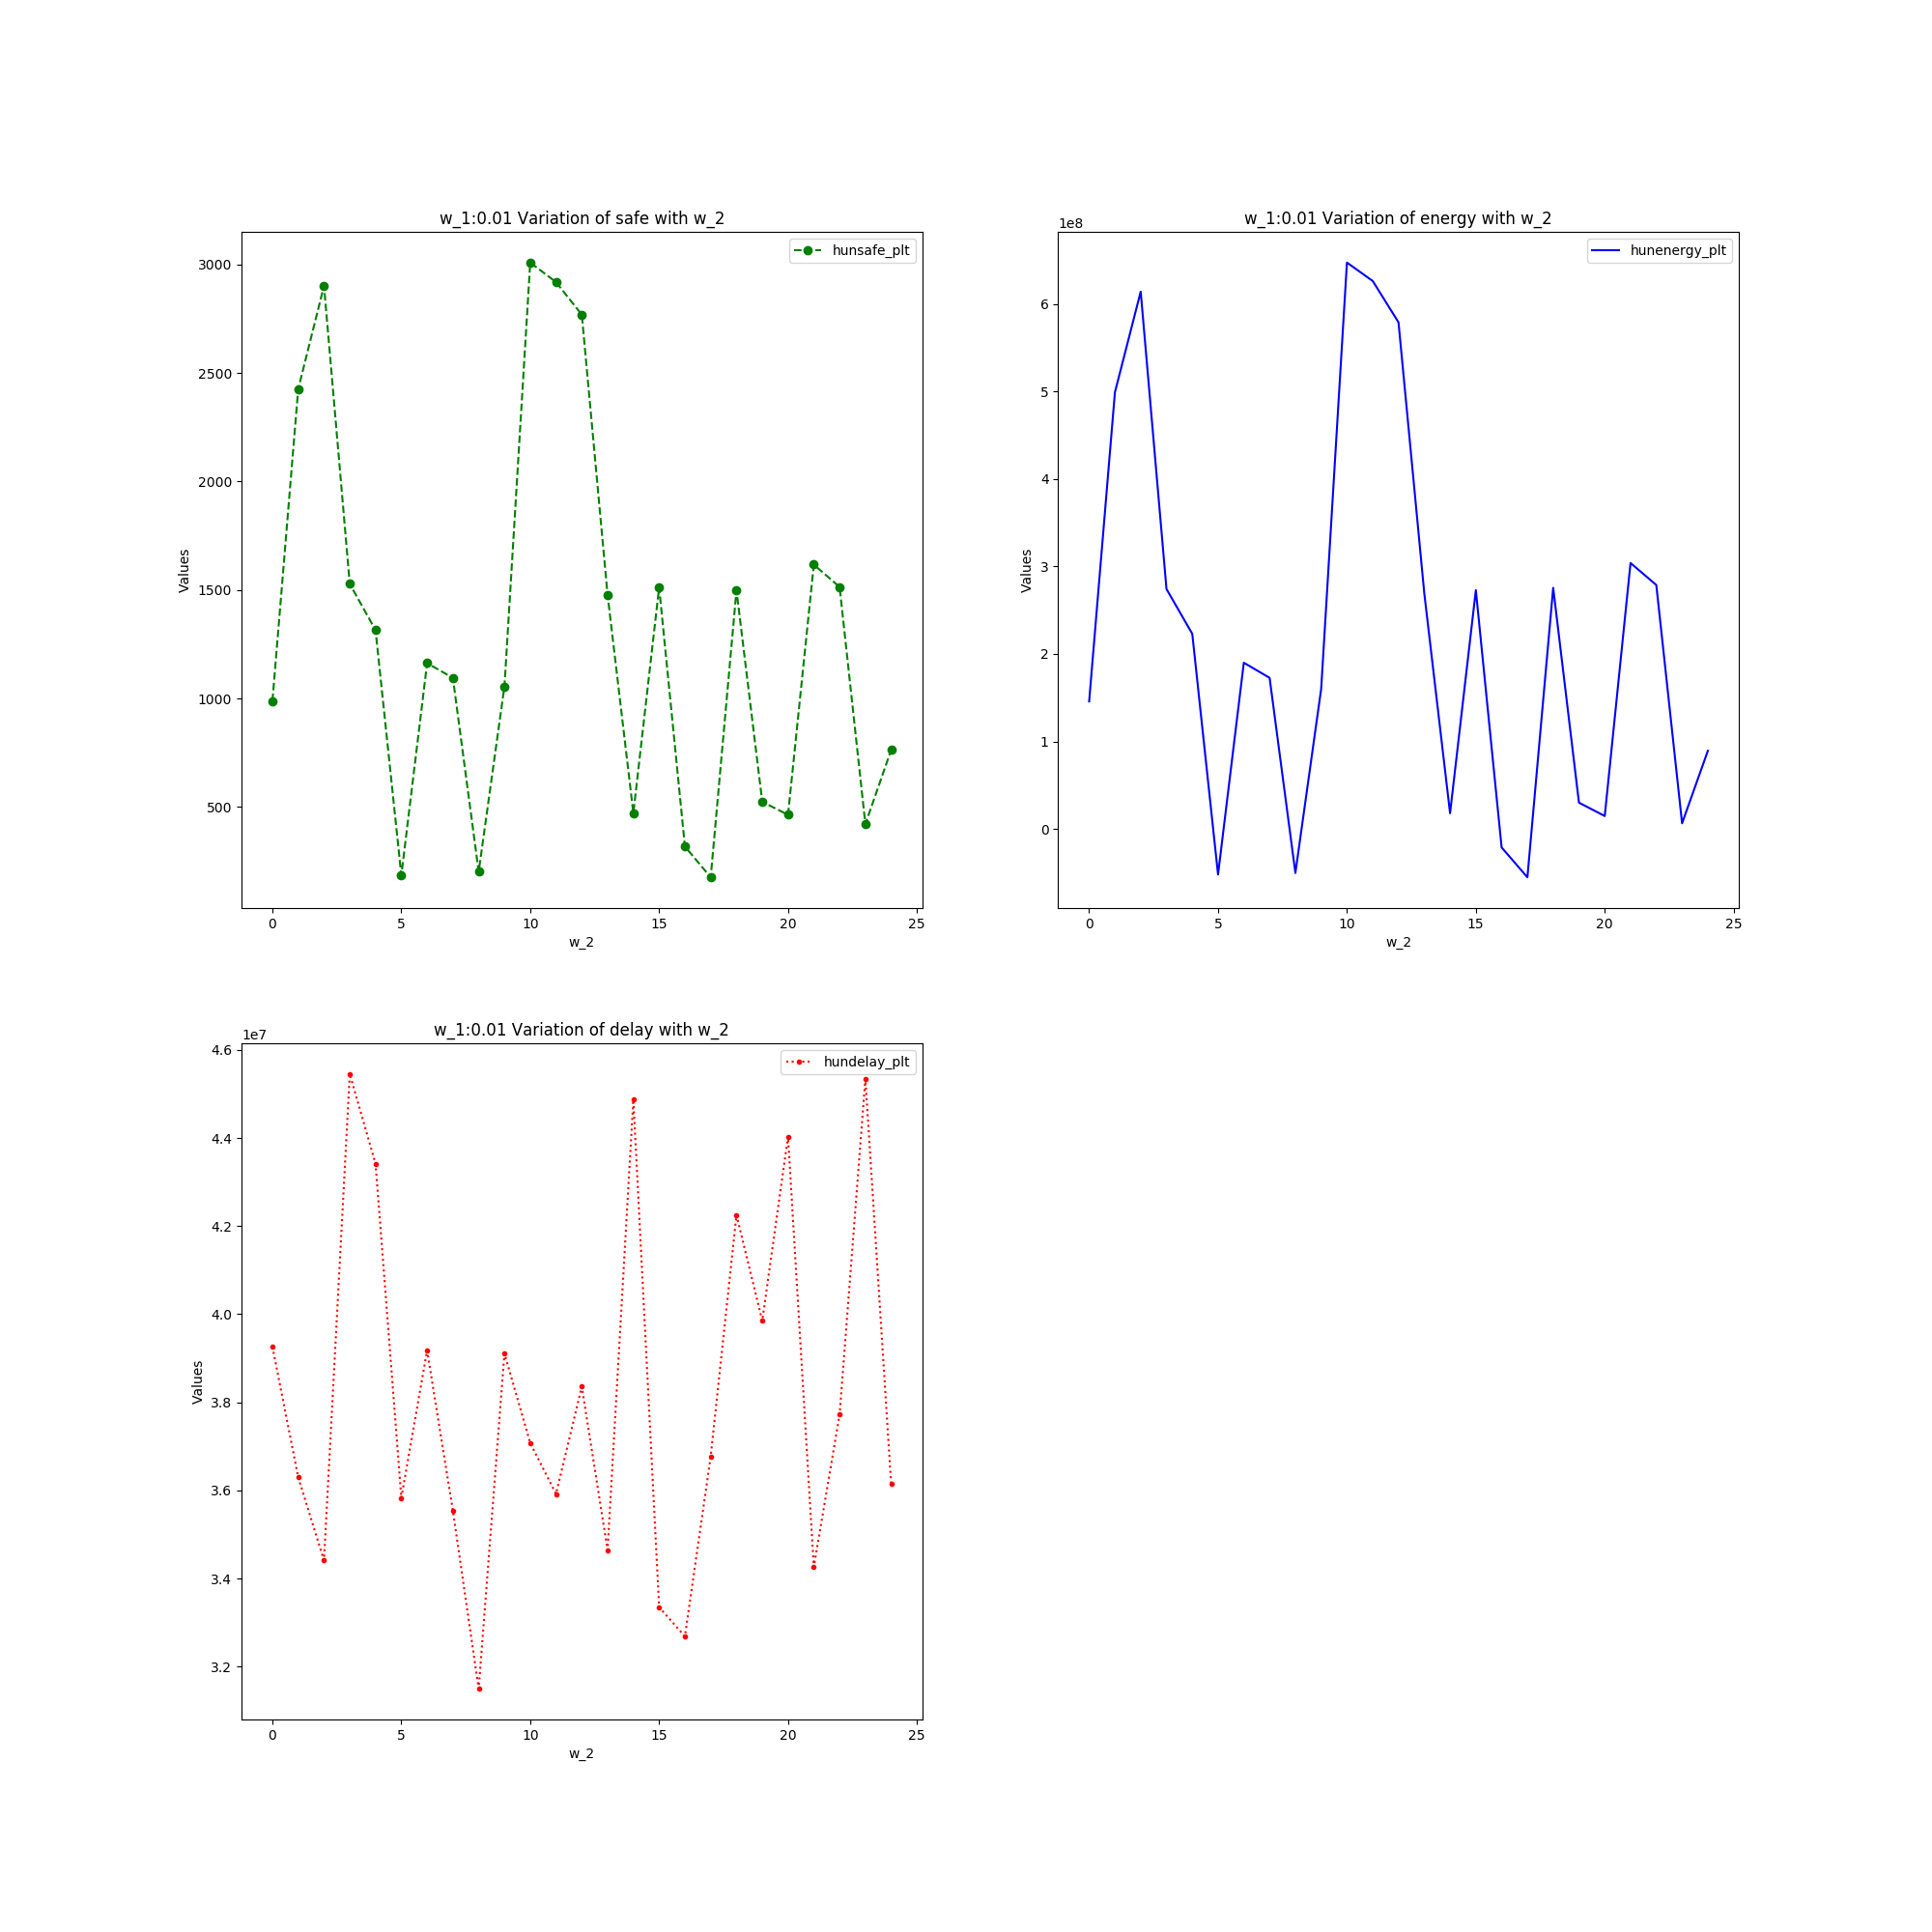 w_1:0.01 Variation of safe with w_2
hunsafe_plt
3000
2500
2000
1500
1000
500
Values
0 5 10 15 20 25
w_2
w_1:0.01 Variation of energy with w_2
1e8
hunenergy_plt
6
5
4
3
2
1
0
Values
0 5 10 15 20 25
w_2
w_1:0.01 Variation of delay with w_2
1e7
hundelay_plt
4.6
4.4
4.2
4.0
3.8
3.6
3.4
3.2
Values
0 5 10 15 20 25
w_2